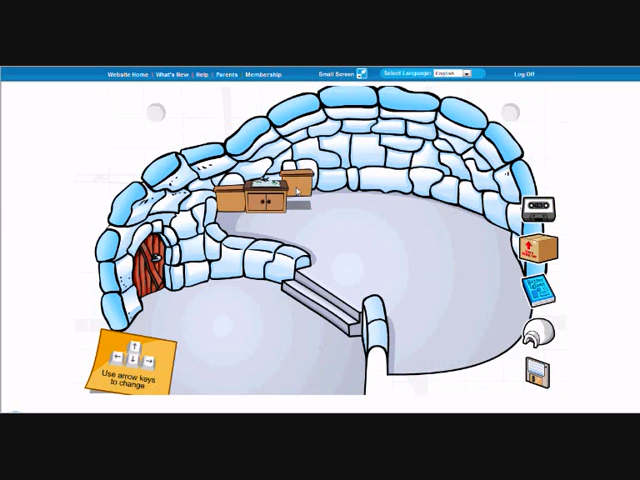 Website Home | What's New | Help | Parents | Membership
Small Screen
Select Language: English
Log Off
Use arrow keys
to change